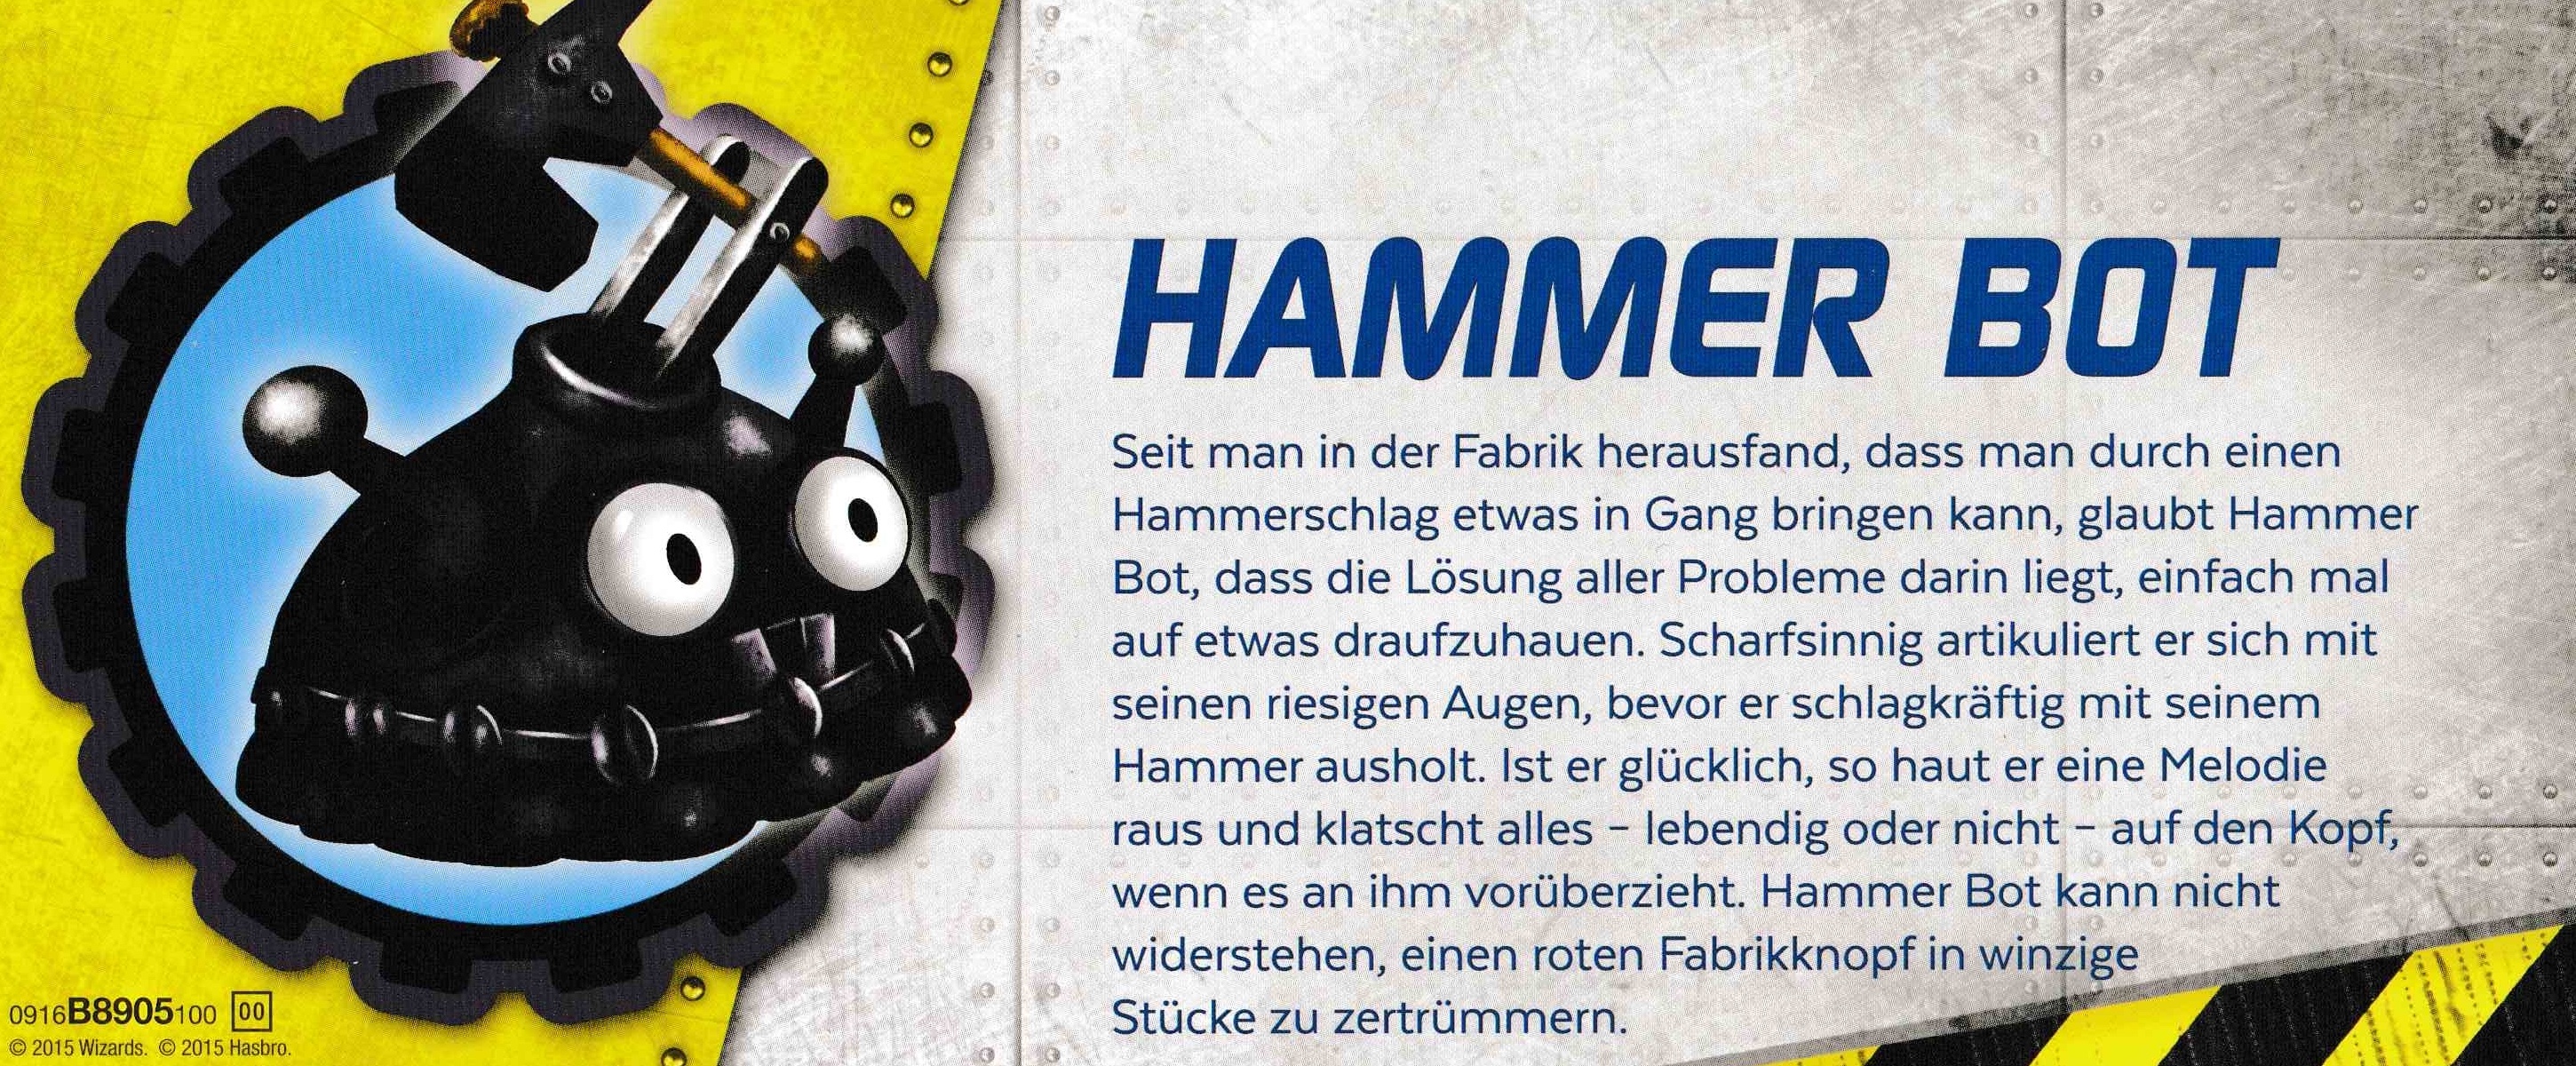 HAMMER BOT
Seit man in der Fabrik herausfand, dass man durch einen
Hammerschlag etwas in Gang bringen kann, glaubt Hammer
Bot, dass die Lösung aller Probleme darin liegt, einfach mal
auf etwas draufzuhauen. Scharfsinnig artikuliert er sich mit
seinen riesigen Augen, bevor er schlagkräftig mit seinem
Hammer ausholt. Ist er glücklich, so haut er eine Melodie
raus und klatscht alles – lebendig oder nicht – auf den Kopf,
wenn es an ihm vorüberzieht. Hammer Bot kann nicht
widerstehen, einen roten Fabrikknopf in winzige
Stücke zu zertrümmern.
0916B8905100 00
© 2015 Wizards. © 2015 Hasbro.